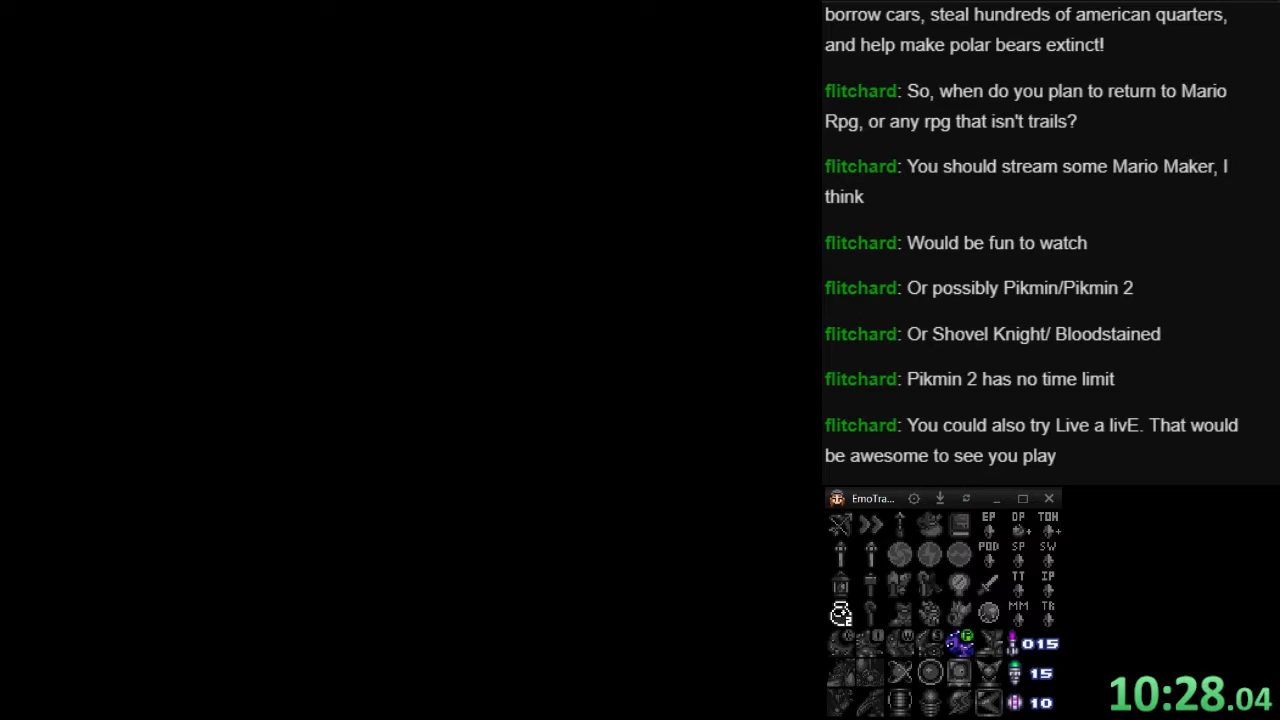 borrow cars, steal hundreds of american quarters,
and help make polar bears extinct!
flitchard: So, when do you plan to return to Mario
Rpg, or any rpg that isn't trails?
flitchard: You should stream some Mario Maker, I
think
flitchard: Would be fun to watch
flitchard: Or possibly Pikmin/Pikmin 2
flitchard: Or Shovel Knight/ Bloodstained
flitchard: Pikmin 2 has no time limit
flitchard: You could also try Live a livE. That would
be awesome to see you play
EmoTra...
EP DP TOH
POD SP SW
TT IP
MM TR
015
15
10
10:28.04